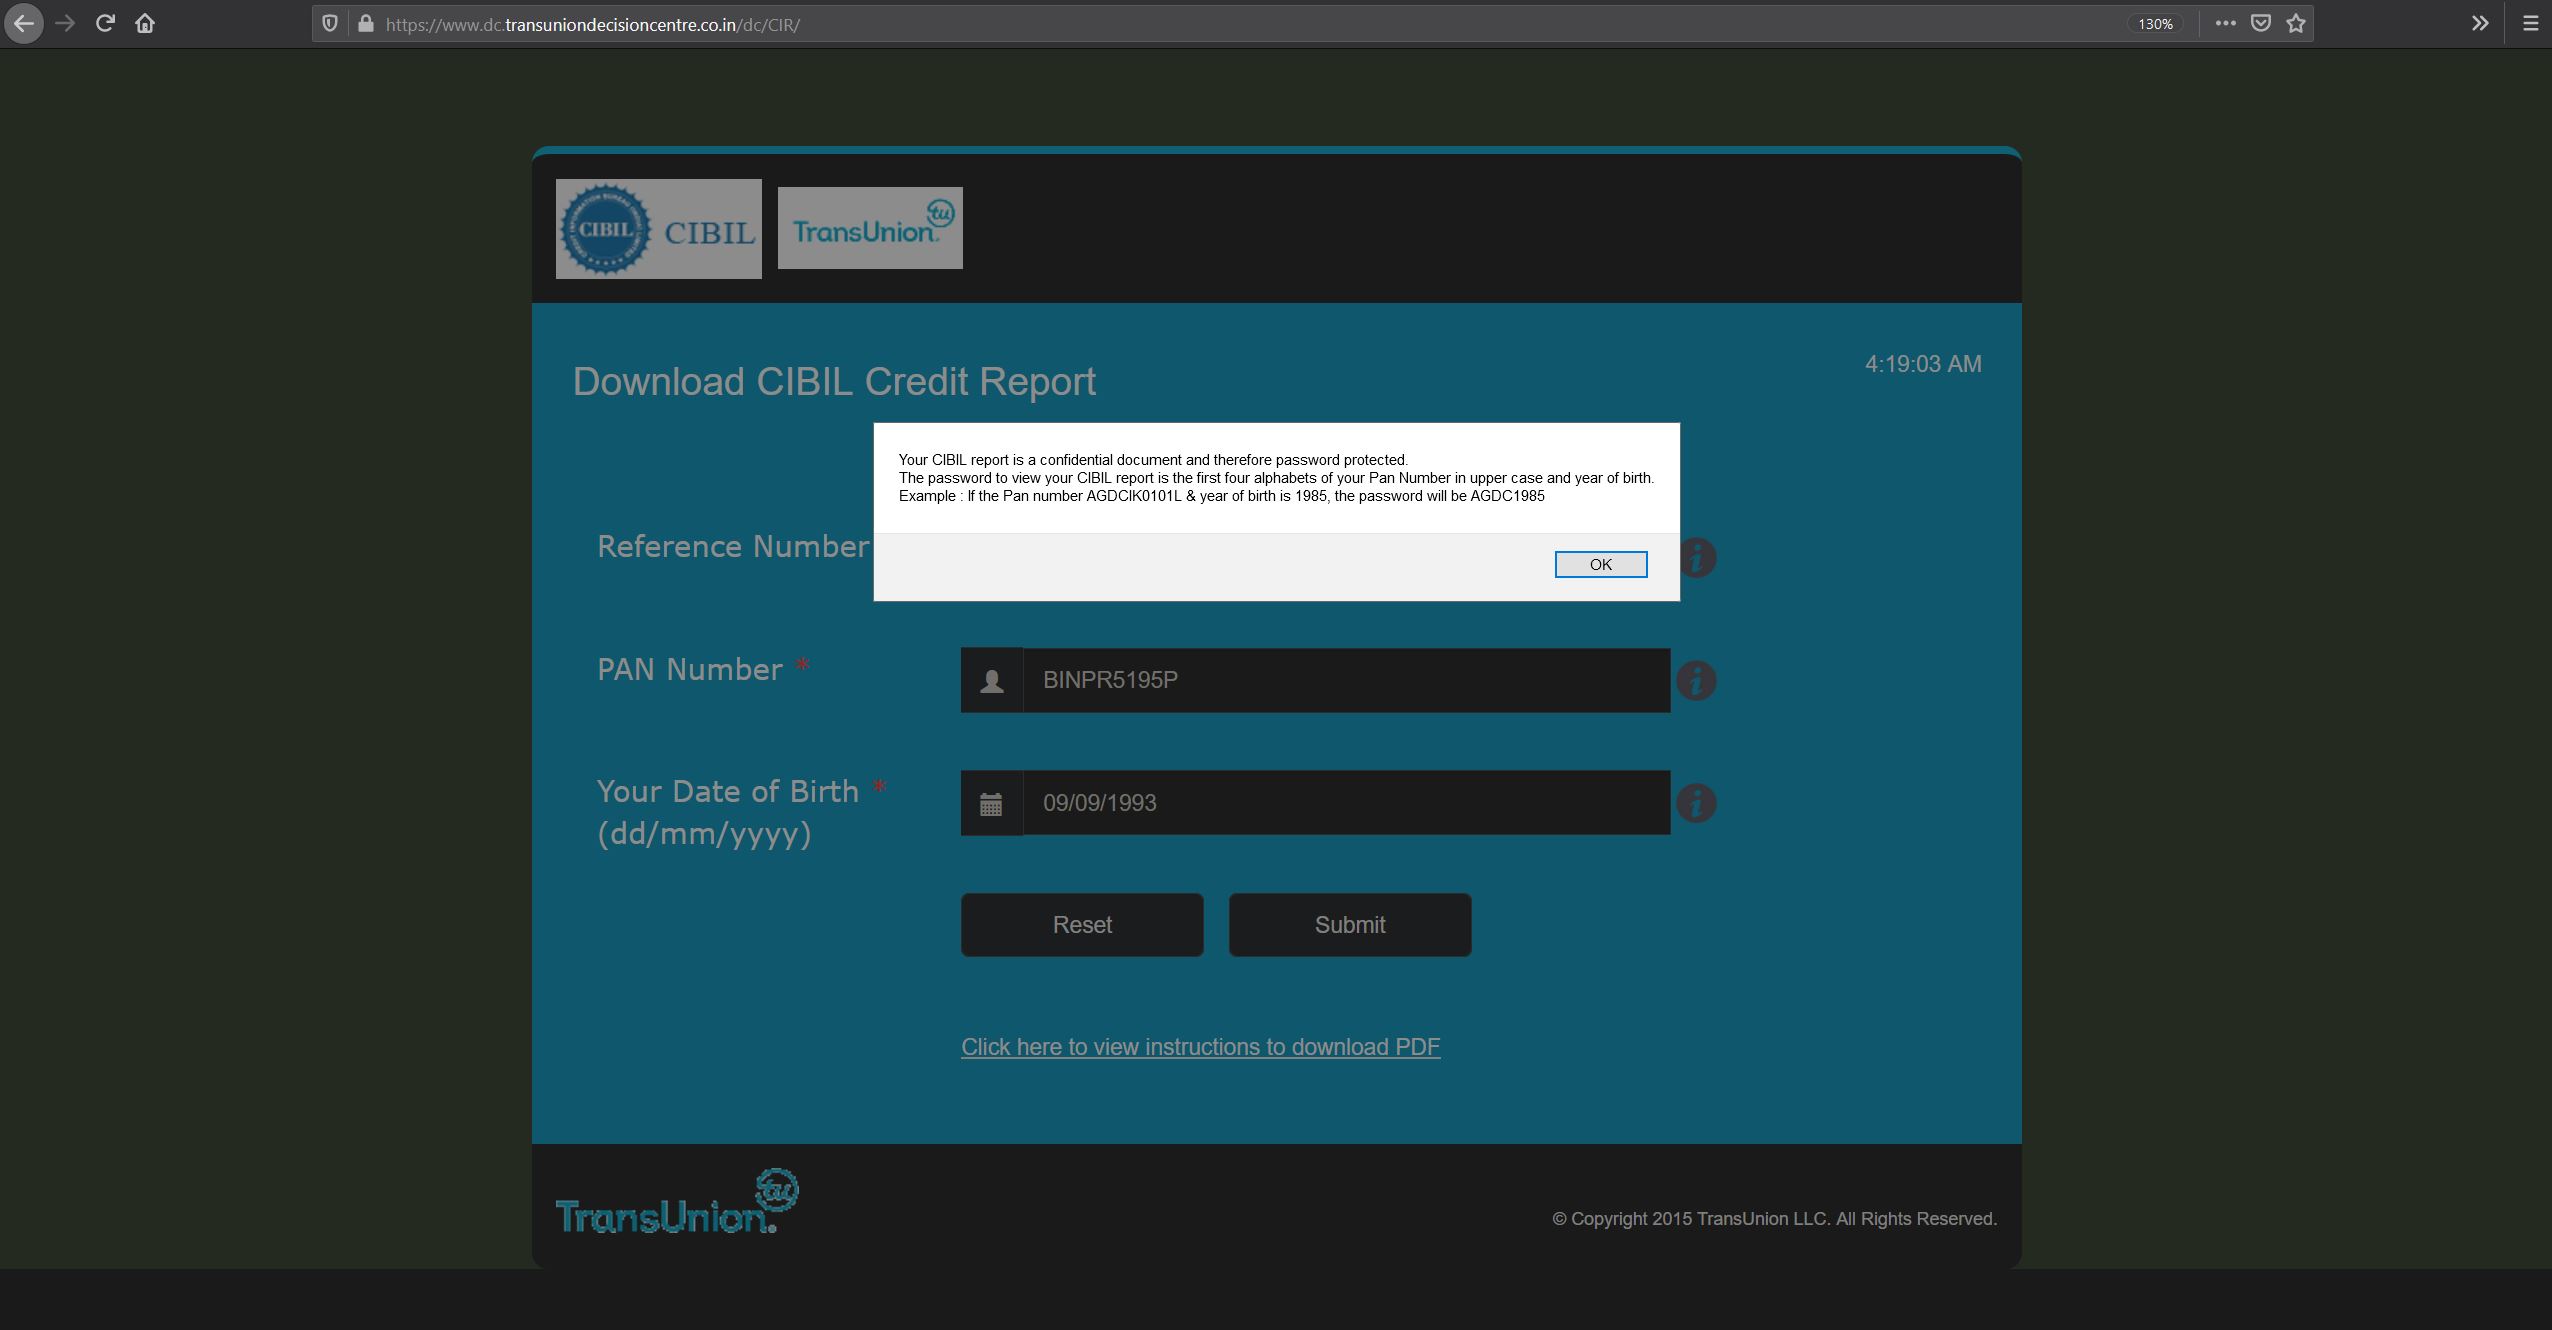 https://www.dc.transuniondecisioncentre.co.in/dc/CIR/
130%
CIBIL CIBIL
TransUnion. tu
Download CIBIL Credit Report
4:19:03 AM
Your CIBIL report is a confidential document and therefore password protected.
The password to view your CIBIL report is the first four alphabets of your Pan Number in upper case and year of birth.
Example : If the Pan number AGDCIK0101L & year of birth is 1985, the password will be AGDC1985
OK
Reference Number
PAN Number *
BINPR5195P
Your Date of Birth *
(dd/mm/yyyy)
09/09/1993
Reset
Submit
Click here to view instructions to download PDF
TransUnion. tu
© Copyright 2015 TransUnion LLC. All Rights Reserved.